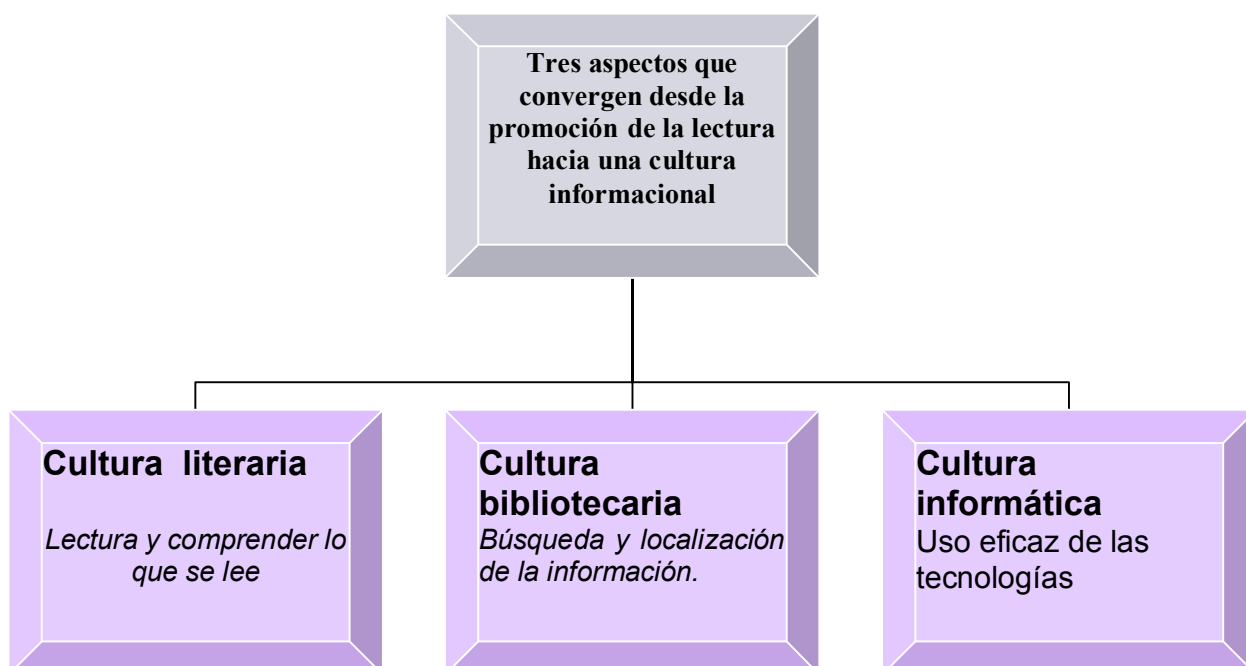 Tres aspectos que
convergen desde la
promoción de la lectura
hacia una cultura
informacional
Cultura literaria
Lectura y comprender lo
que se lee
Cultura
bibliotecaria
Búsqueda y localización
de la información.
Cultura
informática
Uso eficaz de las
tecnologías